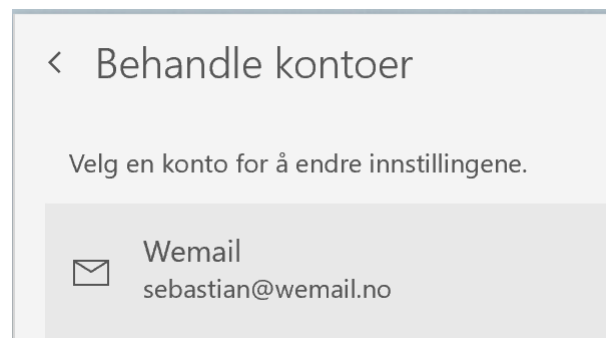 Behandle kontoer
Velg en konto for å endre innstillingene.
Wemail
sebastian@wemail.no